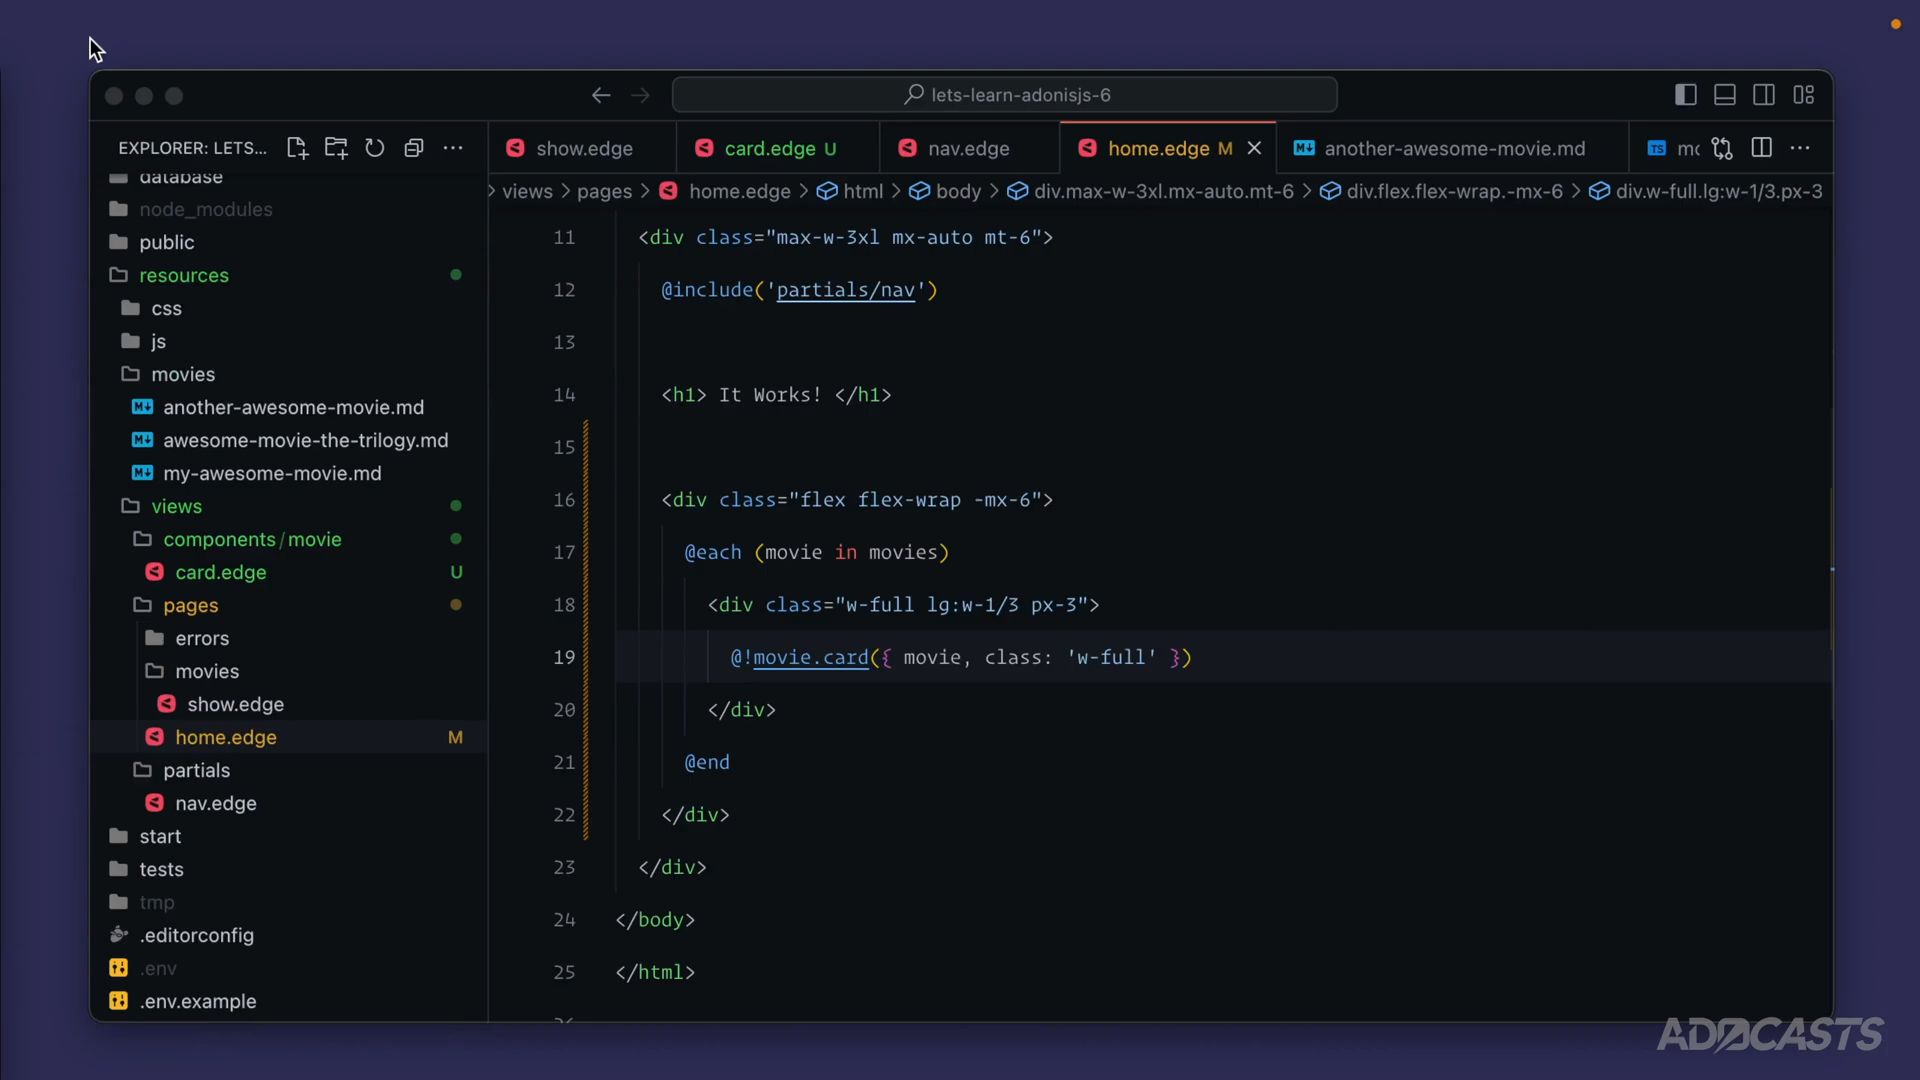 lets-learn-adonisjs-6
EXPLORER: LETS...
show.edge
card.edge U
nav.edge
home.edge M
another-awesome-movie.md
TS
views > pages > home.edge > html > body > div.max-w-3xl.mx-auto.mt-6 > div.flex.flex-wrap.-mx-6 > div.w-full.lg:w-1/3.px-3
database
node_modules
public
resources
css
js
movies
another-awesome-movie.md
awesome-movie-the-trilogy.md
my-awesome-movie.md
views
components/movie
card.edge U
pages
errors
movies
show.edge
home.edge M
partials
nav.edge
start
tests
tmp
.editorconfig
.env
.env.example
11 <div class="max-w-3xl mx-auto mt-6">
12 @include('partials/nav')
13
14 <h1> It Works! </h1>
15
16 <div class="flex flex-wrap -mx-6">
17 @each (movie in movies)
18 <div class="w-full lg:w-1/3 px-3">
19 @!movie.card({ movie, class: 'w-full' })
20 </div>
21 @end
22 </div>
23 </div>
24 </body>
25 </html>
ADOCASTS